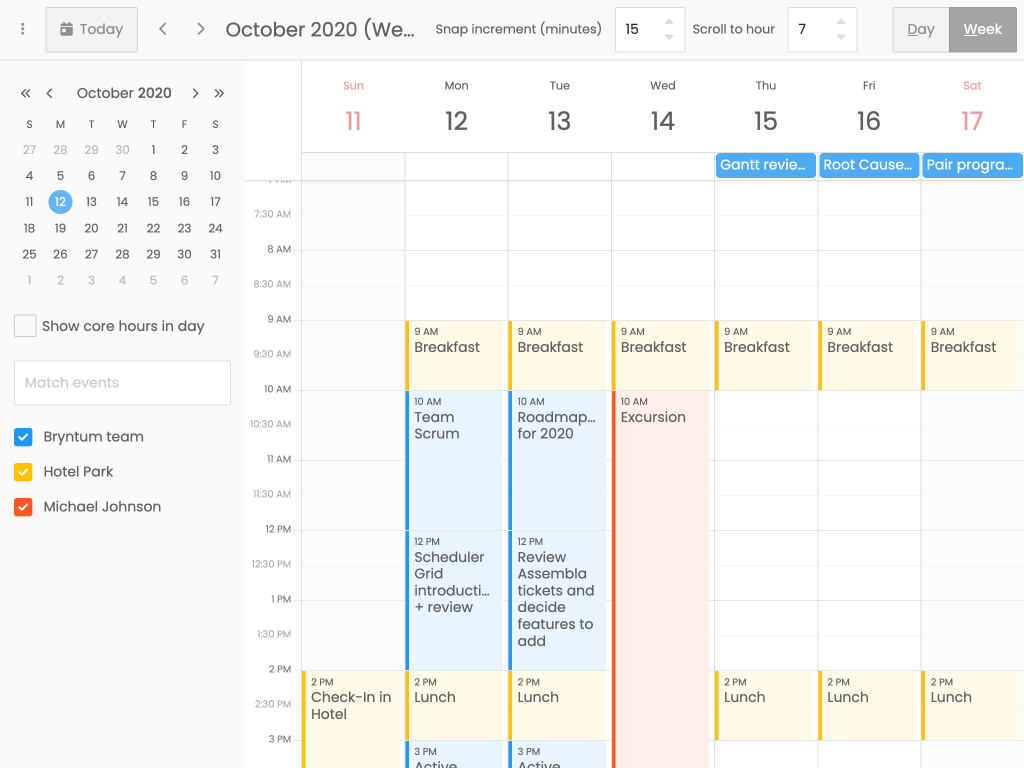 Today
October 2020 (We...
Snap increment (minutes)
15
Scroll to hour
7
Day
Week
October 2020
S M T W T F S
27 28 29 30 1 2 3
4 5 6 7 8 9 10
11 12 13 14 15 16 17
18 19 20 21 22 23 24
25 26 27 28 29 30 31
1 2 3 4 5 6 7
Show core hours in day
Match events
Bryntum team
Hotel Park
Michael Johnson
Sun Mon Tue Wed Thu Fri Sat
11 12 13 14 15 16 17
Gantt revie... Root Cause... Pair progra...
7:30 AM
8 AM
8:30 AM
9 AM
9:30 AM
10 AM
10:30 AM
11 AM
11:30 AM
12 PM
12:30 PM
1 PM
1:30 PM
2 PM
2:30 PM
3 PM
2 PM
Check-In in
Hotel
9 AM
Breakfast
10 AM
Team
Scrum
12 PM
Scheduler
Grid
introducti...
+ review
2 PM
Lunch
3 PM
Active
9 AM
Breakfast
10 AM
Roadmap...
for 2020
12 PM
Review
Assembla
tickets and
decide
features to
add
2 PM
Lunch
3 PM
Active
9 AM
Breakfast
10 AM
Excursion
9 AM
Breakfast
2 PM
Lunch
9 AM
Breakfast
2 PM
Lunch
9 AM
Breakfast
2 PM
Lunch